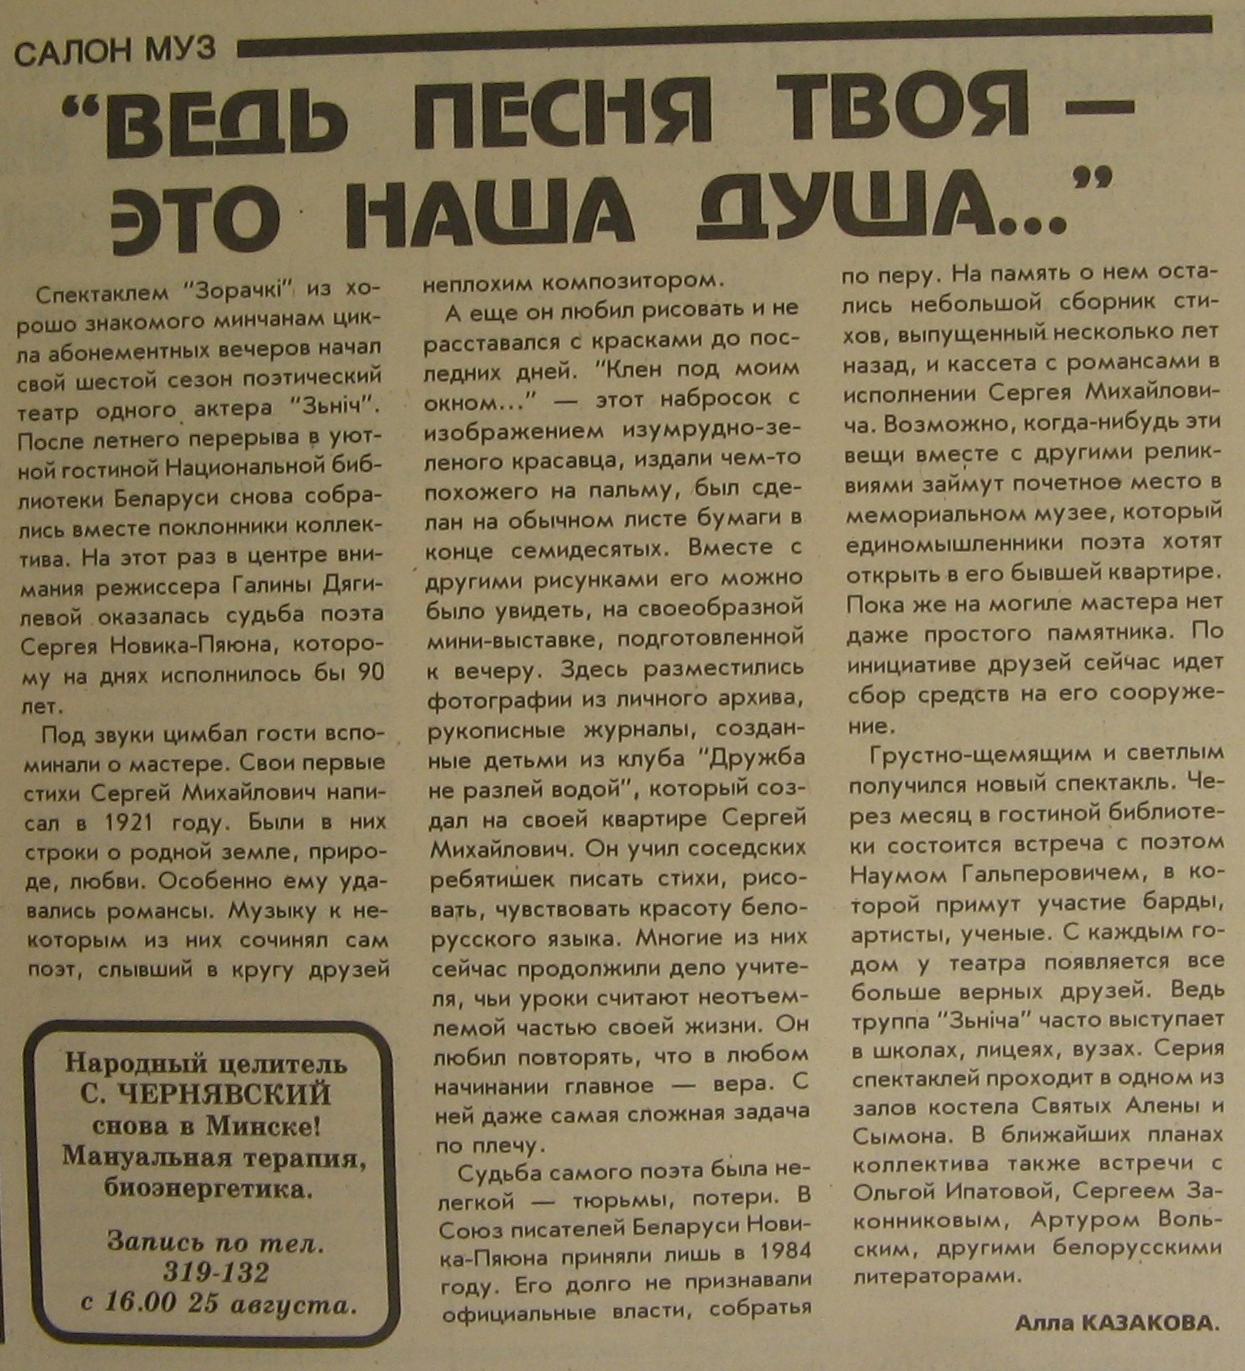 САЛОН МУЗ
“ВЕДЬ ПЕСНЯ ТВОЯ —
ЭТО НАША ДУША...”
Спектаклем “Зорачкі” из хо-
рошо знакомого минчанам цик-
ла абонементных вечеров начал
свой шестой сезон поэтический
театр одного актера “Зьніч”.
После летнего перерыва в уют-
ной гостиной Национальной биб-
лиотеки Беларуси снова собра-
лись вместе поклонники коллек-
тива. На этот раз в центре вни-
мания режиссера Галины Дяги-
левой оказалась судьба поэта
Сергея Новика-Пяюна, которо-
му на днях исполнилось бы 90
лет.
Под звуки цимбал гости вспо-
минали о мастере. Свои первые
стихи Сергей Михайлович напи-
сал в 1921 году. Были в них
строки о родной земле, приро-
де, любви. Особенно ему уда-
вались романсы. Музыку к не-
которым из них сочинял сам
поэт, слывший в кругу друзей
неплохим композитором.
А еще он любил рисовать и не
расставался с красками до пос-
ледних дней. “Клен под моим
окном...” — этот набросок с
изображением изумрудно-зе-
леного красавца, издали чем-то
похожего на пальму, был сде-
лан на обычном листе бумаги в
конце семидесятых. Вместе с
другими рисунками его можно
было увидеть, на своеобразной
мини-выставке, подготовленной
к вечеру. Здесь разместились
фотографии из личного архива,
рукописные журналы, создан-
ные детьми из клуба “Дружба
не разлей водой”, который соз-
дал на своей квартире Сергей
Михайлович. Он учил соседских
ребятишек писать стихи, рисо-
вать, чувствовать красоту бело-
русского языка. Многие из них
сейчас продолжили дело учите-
ля, чьи уроки считают неотъем-
лемой частью своей жизни. Он
любил повторять, что в любом
начинании главное — вера. С
ней даже самая сложная задача
по плечу.
Судьба самого поэта была не-
легкой — тюрьмы, потери. В
Союз писателей Беларуси Нови-
ка-Пяюна приняли лишь в 1984
году. Его долго не признавали
официальные власти, собратья
по перу. На память о нем оста-
лись небольшой сборник сти-
хов, выпущенный несколько лет
назад, и кассета с романсами в
исполнении Сергея Михайлови-
ча. Возможно, когда-нибудь эти
вещи вместе с другими релик-
виями займут почетное место в
мемориальном музее, который
единомышленники поэта хотят
открыть в его бывшей квартире.
Пока же на могиле мастера нет
даже простого памятника. По
инициативе друзей сейчас идет
сбор средств на его сооруже-
ние.
Грустно-щемящим и светлым
получился новый спектакль. Че-
рез месяц в гостиной библиоте-
ки состоится встреча с поэтом
Наумом Гальперовичем, в ко-
торой примут участие барды,
артисты, ученые. С каждым го-
дом у театра появляется все
больше верных друзей. Ведь
труппа “Зьніча” часто выступает
в школах, лицеях, вузах. Серия
спектаклей проходит в одном из
залов костела Святых Алены и
Сымона. В ближайших планах
коллектива также встречи с
Ольгой Ипатовой, Сергеем За-
конниковым, Артуром Воль-
ским, другими белорусскими
литераторами.
Алла КАЗАКОВА.
Народный целитель
С. ЧЕРНЯВСКИЙ
снова в Минске!
Мануальная терапия,
биоэнергетика.
Запись по тел.
319-132
с 16.00 25 августа.